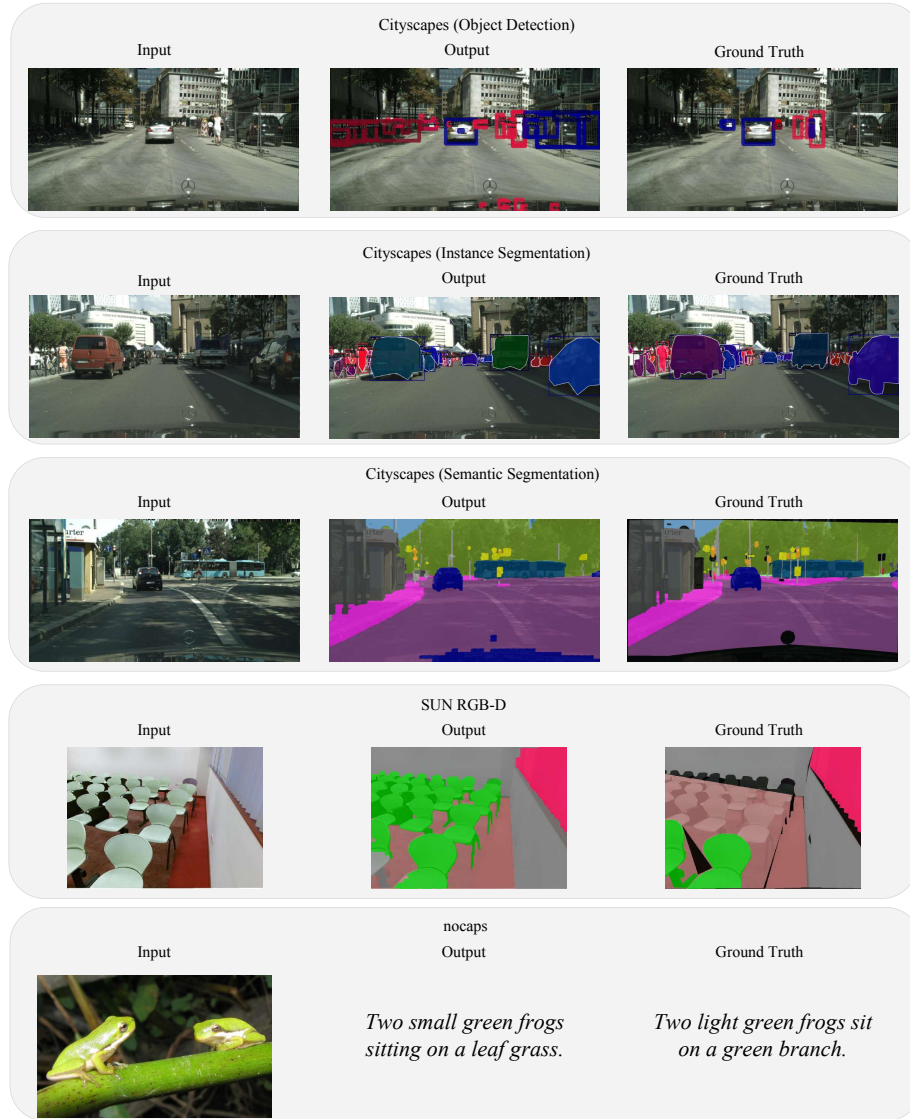 Cityscapes (Object Detection)
Input
Output
Ground Truth
Cityscapes (Instance Segmentation)
Input
Output
Ground Truth
Cityscapes (Semantic Segmentation)
Input
Output
Ground Truth
SUN RGB-D
Input
Output
Ground Truth
nocaps
Input
Output
Ground Truth
Two small green frogs
sitting on a leaf grass.
Two light green frogs sit
on a green branch.